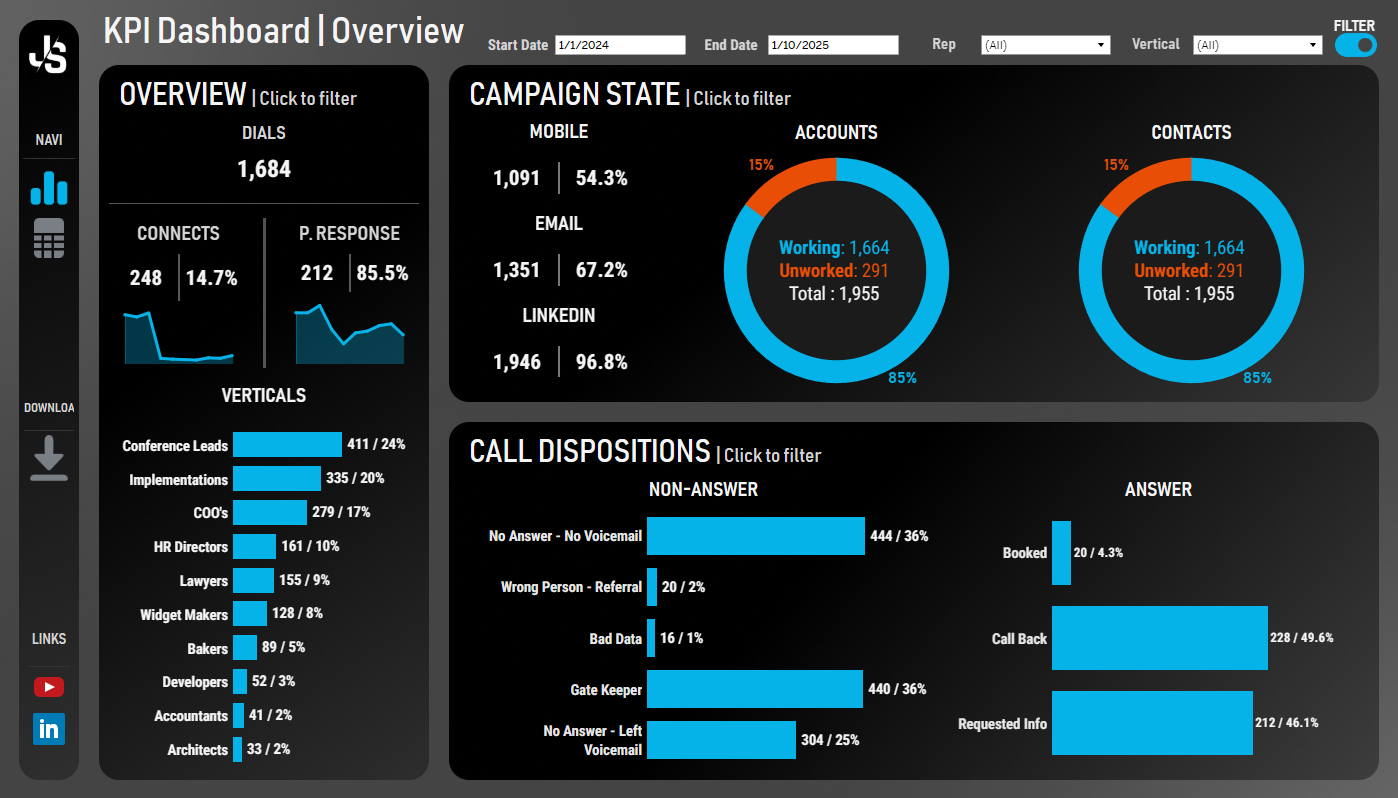 JS
KPI Dashboard | Overview
Start Date 1/1/2024
End Date 1/10/2025
Rep (All)
Vertical (All)
FILTER
NAVI
DOWNLOA
LINKS
in
OVERVIEW | Click to filter
DIALS
1,684
CONNECTS
248 14.7%
P. RESPONSE
212 85.5%
VERTICALS
Conference Leads 411 / 24%
Implementations 335 / 20%
COO's 279 / 17%
HR Directors 161 / 10%
Lawyers 155 / 9%
Widget Makers 128 / 8%
Bakers 89 / 5%
Developers 52 / 3%
Accountants 41 / 2%
Architects 33 / 2%
CAMPAIGN STATE | Click to filter
MOBILE
1,091 54.3%
EMAIL
1,351 67.2%
LINKEDIN
1,946 96.8%
ACCOUNTS
15%
Working: 1,664
Unworked: 291
Total : 1,955
85%
CONTACTS
15%
Working: 1,664
Unworked: 291
Total : 1,955
85%
CALL DISPOSITIONS | Click to filter
NON-ANSWER
No Answer - No Voicemail 444 / 36%
Wrong Person - Referral 20 / 2%
Bad Data 16 / 1%
Gate Keeper 440 / 36%
No Answer - Left
Voicemail 304 / 25%
ANSWER
Booked 20 / 4.3%
Call Back 228 / 49.6%
Requested Info 212 / 46.1%